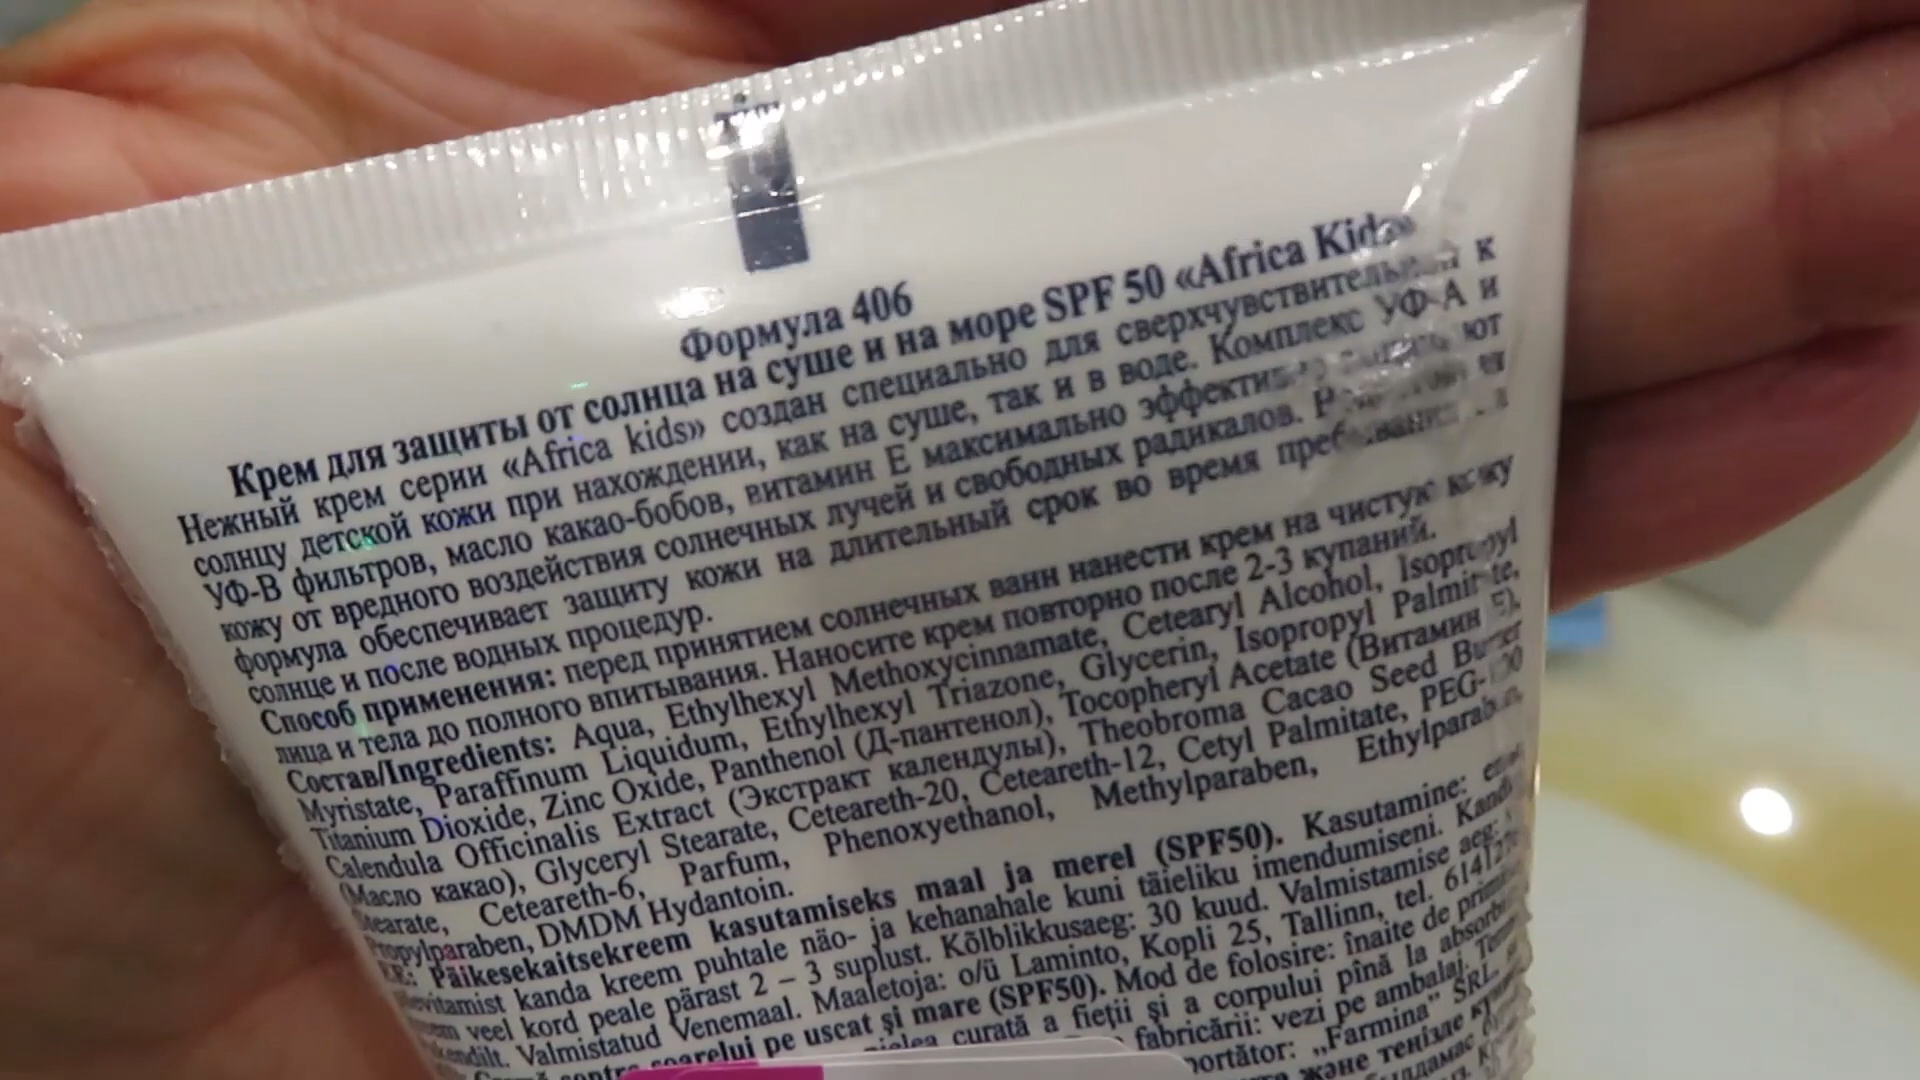 Формула 406
Крем для защиты от солнца на суше и на море SPF 50 «Africa Kids»
Нежный крем серии «Africa kids» создан специально для сверхчувствительной к
солнцу детской кожи при нахождении, как на суше, так и в воде. Комплекс УФ-А и
УФ-В фильтров, масло какао-бобов, витамин Е максимально
кожу от вредного воздействия солнечных лучей и свободных радикалов.
формула обеспечивает защиту кожи на длительный срок во время пребывания
солнце и после водных процедур.
Способ применения: перед принятием солнечных ванн нанести крем на чистую кожу
лица и тела до полного впитывания. Наносите крем повторно после 2-3 купаний.
Состав/Ingredients: Aqua, Ethylhexyl Methoxycinnamate, Cetearyl Alcohol, Isopropyl
Myristate, Paraffinum Liquidum, Ethylhexyl Triazone, Glycerin, Isopropyl Palmitate,
Titanium Dioxide, Zinc Oxide, Panthenol (Д-пантенол), Tocopheryl Acetate (Витамин Е),
Calendula Officinalis Extract (Экстракт календулы), Theobroma Cacao Seed Butter
(Масло какао), Glyceryl Stearate, Ceteareth-20, Ceteareth-12, Cetyl Palmitate,
Stearate, Ceteareth-6, Parfum, Phenoxyethanol, Methylparaben, Ethylparaben,
Propylparaben, DMDM Hydantoin.
EE: Päikesekaitsekreem kasutamiseks maal ja merel (SPF50). Kasutamine: enne
kanda kreem puhtale näo- ja kehanahale kuni täieliku imendumiseni. Kandke
veel kord peale pärast 2 – 3 suplust. Kõlblikkusaeg: 30 kuud. Valmistamise aeg:
Valmistatud Venemaal. Maaletoja: o/ü Laminto, Kopli 25, Tallinn, tel.
soarelui pe uscat şi mare (SPF50). Mod de folosire: înaite de
pielea curată a fieţii şi a corpului pînă la
fabricării: vezi pe ambalaj.
„Farmina” SRL
және теңізде